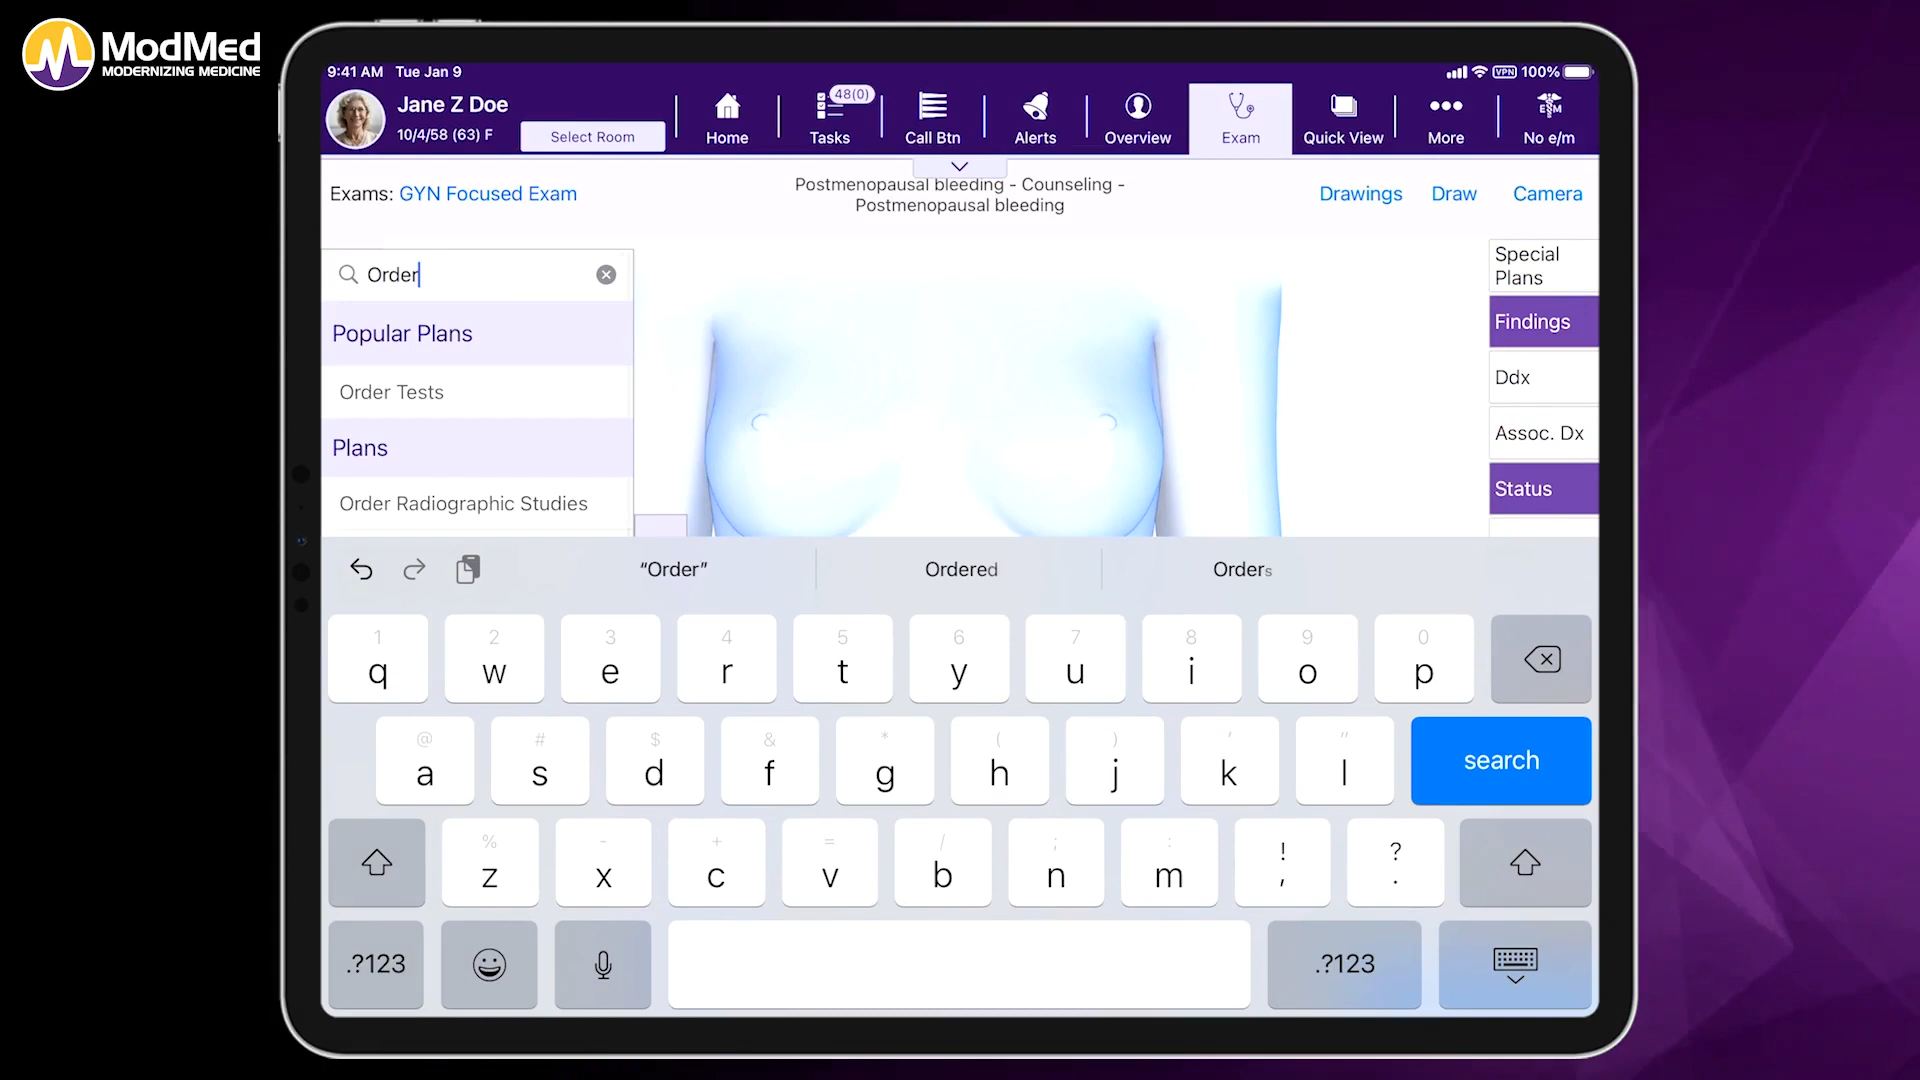 ModMed
MODERNIZING MEDICINE
9:41 AM Tue Jan 9
VPN 100%
Jane Z Doe
10/4/58 (63) F
Select Room
Home
48(0)
Tasks
Call Btn
Alerts
Overview
Exam
Quick View
More
E/M
No e/m
Exams: GYN Focused Exam
Postmenopausal bleeding - Counseling -
Postmenopausal bleeding
Drawings
Draw
Camera
Order
Popular Plans
Order Tests
Plans
Order Radiographic Studies
Special
Plans
Findings
Ddx
Assoc. Dx
Status
“Order” Ordered Orders
1 2 3 4 5 6 7 8 9 0
q w e r t y u i o p
@ # $ & * ( ) ' "
a s d f g h j k l search
% - + = / ; : ! ?
z x c v b n m , .
.?123 .?123